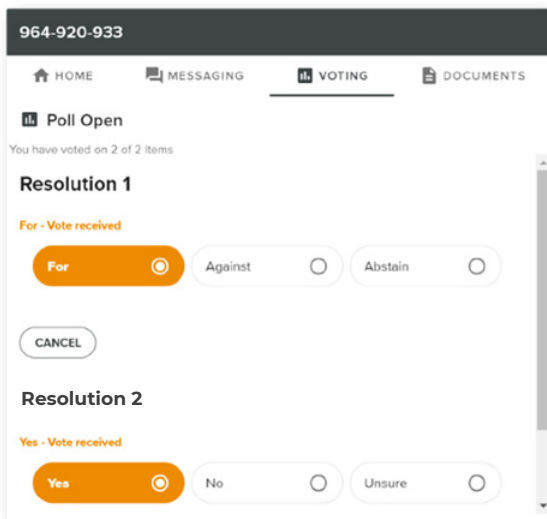 964-920-933
HOME MESSAGING VOTING DOCUMENTS
Poll Open
You have voted on 2 of 2 items
Resolution 1
For - Vote received
For Against Abstain
CANCEL
Resolution 2
Yes - Vote received
Yes No Unsure